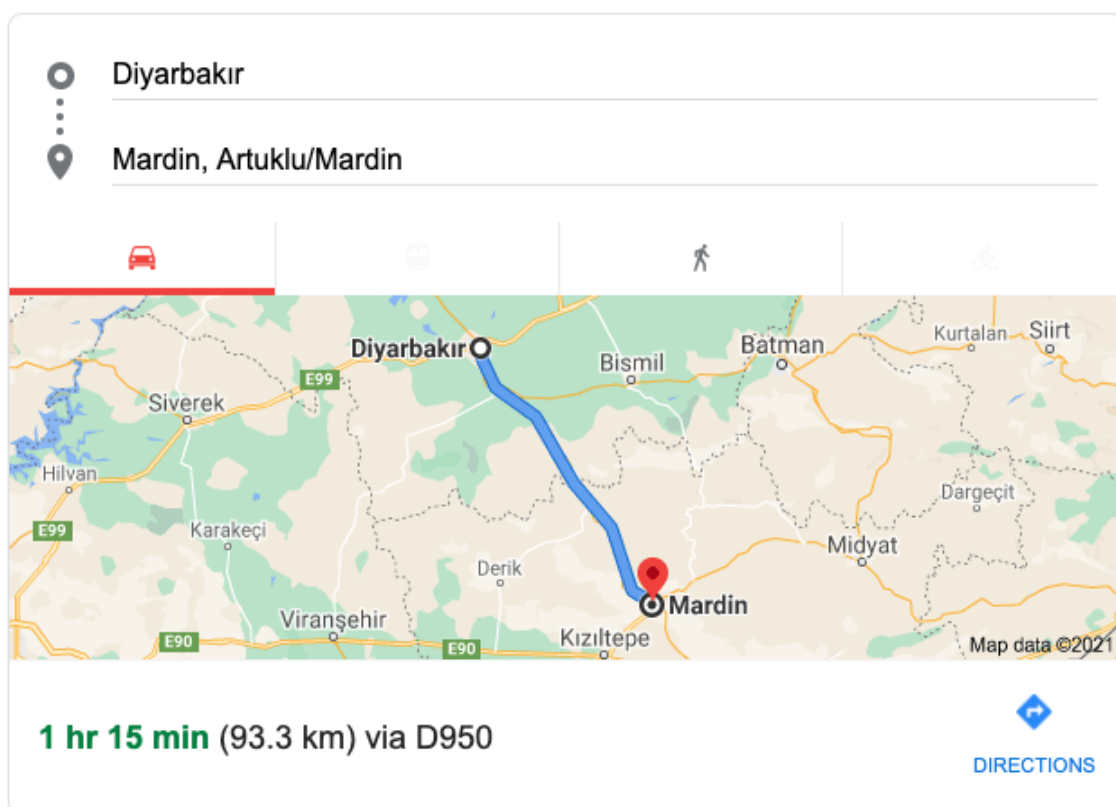 Diyarbakır
Mardin, Artuklu/Mardin
Diyarbakır
Bismil
Batman
Kurtalan
Siirt
E99
Siverek
Hilvan
E99
Karakeçi
Derik
Dargeçit
Midyat
Viranşehir
Mardin
E90
E90
Kızıltepe
Map data ©2021
1 hr 15 min (93.3 km) via D950
DIRECTIONS